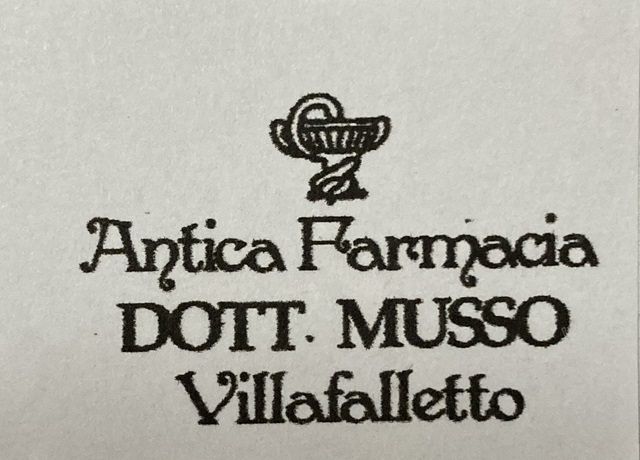 Antica Farmacia
DOTT. MUSSO
Villafalletto